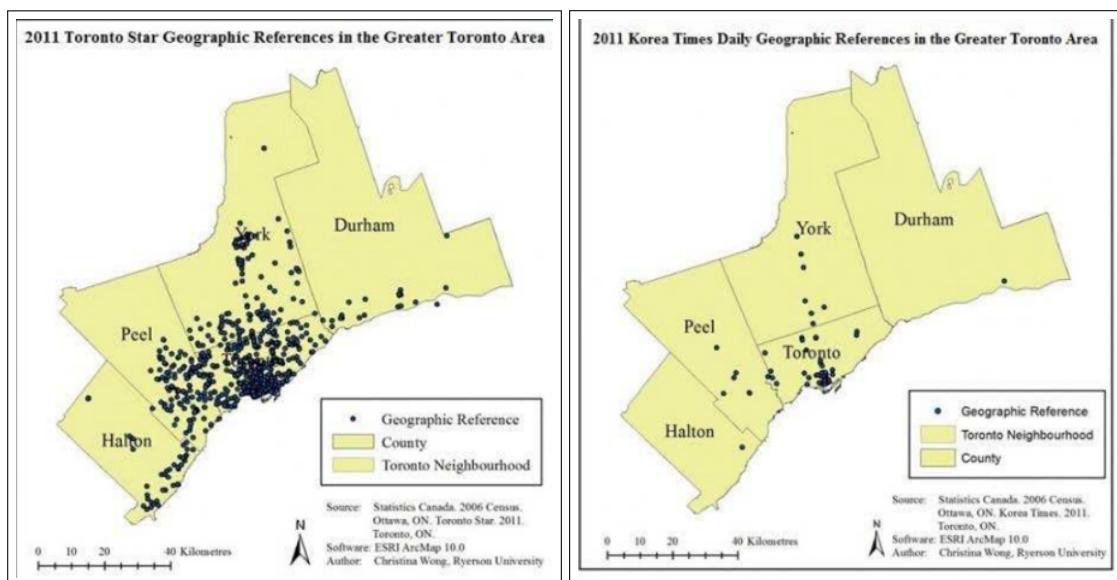 2011 Toronto Star Geographic References in the Greater Toronto Area
York
Durham
Peel
Halton
Geographic Reference
County
Toronto Neighbourhood
Source: Statistics Canada. 2006 Census.
Ottawa, ON. Toronto Star. 2011.
Toronto, ON.
Software: ESRI ArcMap 10.0
Author: Christina Wong, Ryerson University
N
0 10 20 40 Kilometres
2011 Korea Times Daily Geographic References in the Greater Toronto Area
York
Durham
Peel
Toronto
Halton
Geographic Reference
Toronto Neighbourhood
County
Source: Statistics Canada. 2006 Census.
Ottawa, ON. Korea Times. 2011.
Toronto, ON.
Software: ESRI ArcMap 10.0
Author: Christina Wong, Ryerson University
N
0 10 20 40 Kilometres